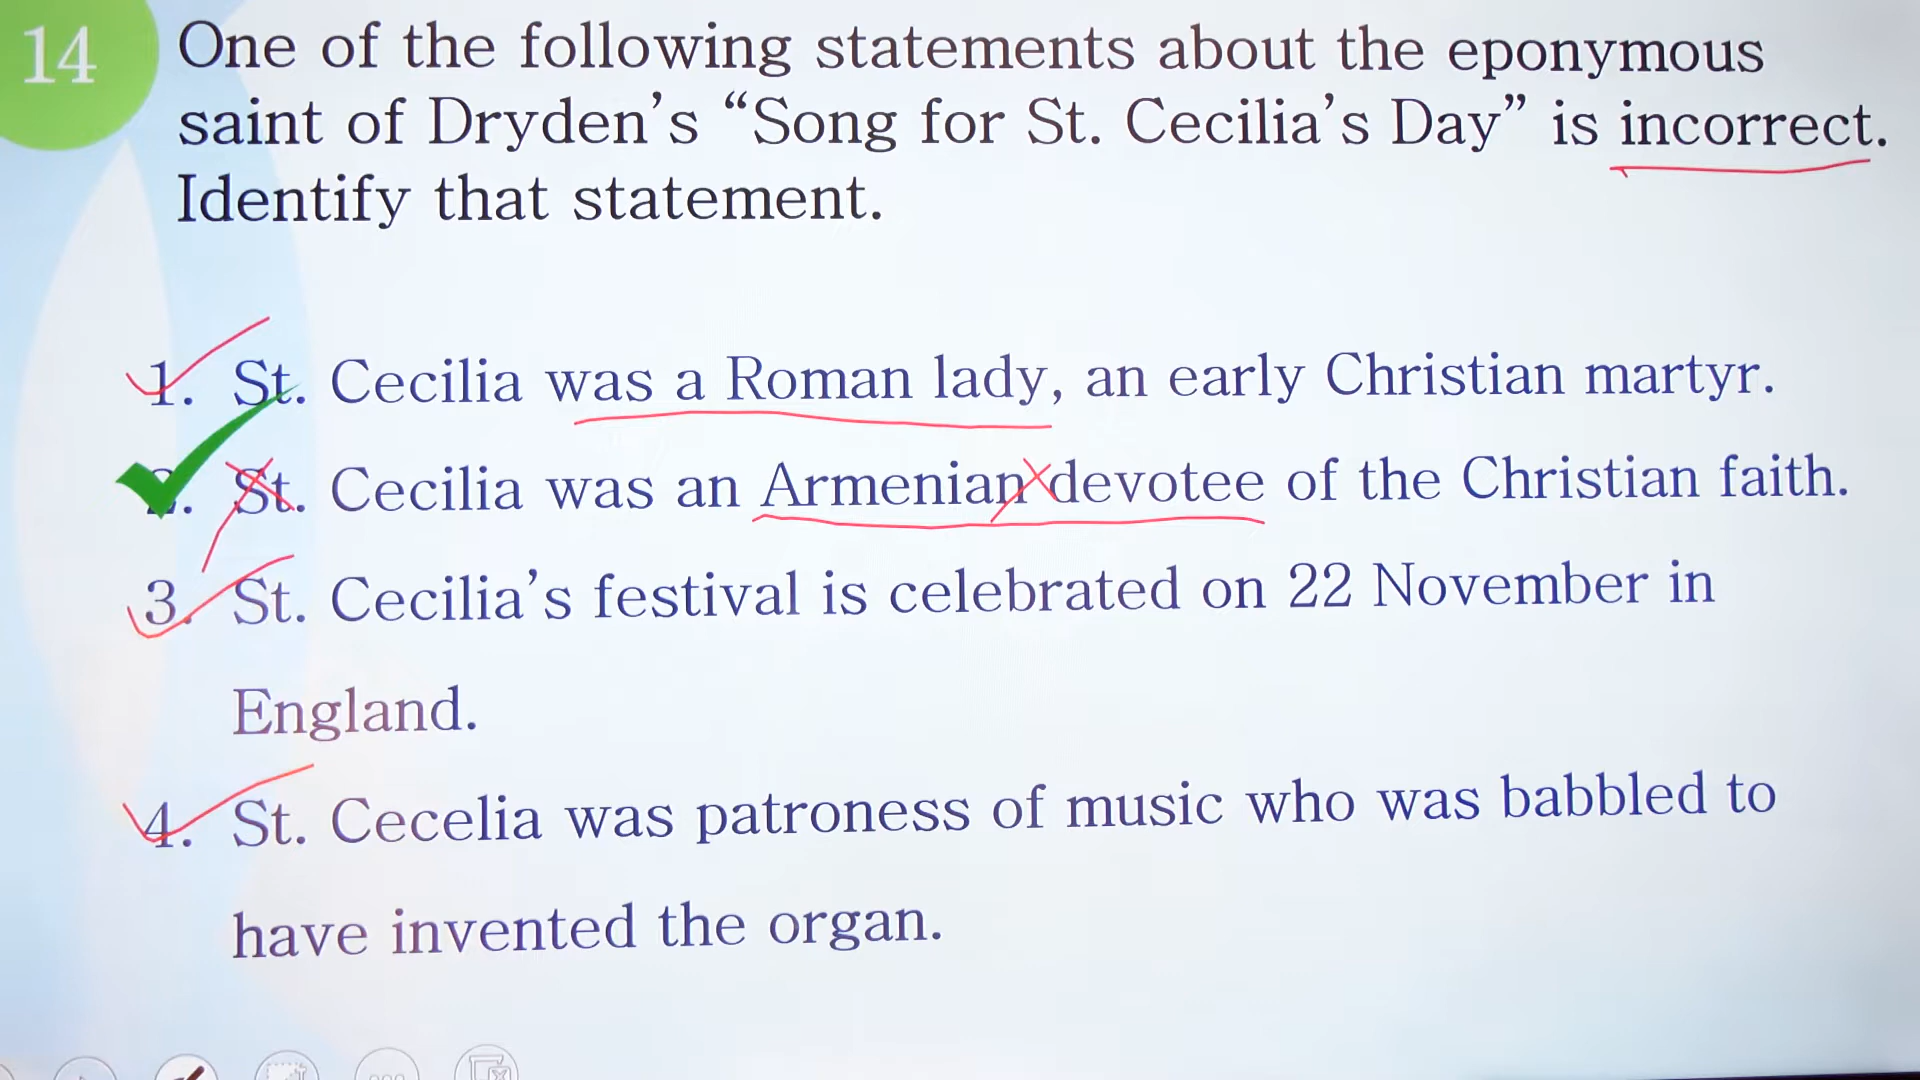 14
One of the following statements about the eponymous
saint of Dryden's “Song for St. Cecilia's Day” is incorrect.
Identify that statement.
1. St. Cecilia was a Roman lady, an early Christian martyr.
2. St. Cecilia was an Armenian devotee of the Christian faith.
3. St. Cecilia's festival is celebrated on 22 November in
England.
4. St. Cecelia was patroness of music who was babbled to
have invented the organ.